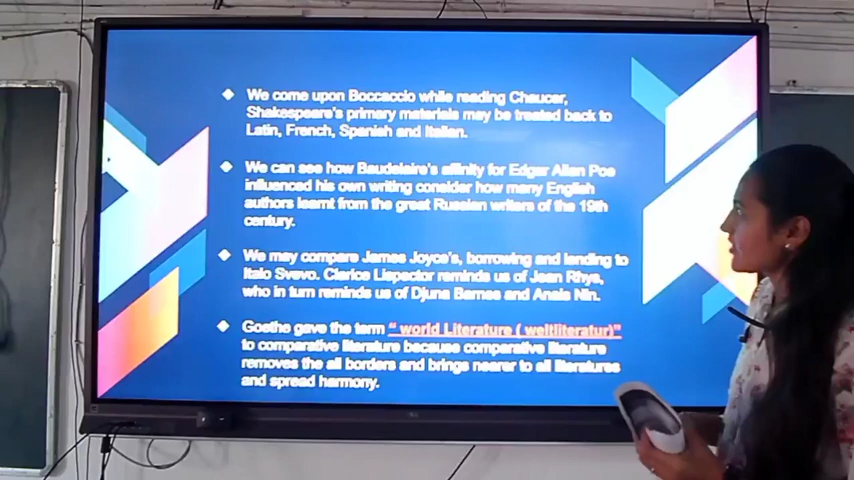 We come upon Boccaccio while reading Chaucer,
Shakespeare's primary materials may be treated back to
Latin, French, Spanish and Italian.
We can see how Baudelaire's affinity for Edgar Allan Poe
influenced his own writing consider how many English
authors learnt from the great Russian writers of the 19th
century.
We may compare James Joyce's, borrowing and lending to
Italo Svevo. Clarice Lispector reminds us of Jean Rhys,
who in turn reminds us of Djuna Barnes and Anais Nin.
Goethe gave the term “ world Literature ( weltliteratur)”
to comparative literature because comparative literature
removes the all borders and brings nearer to all literatures
and spread harmony.